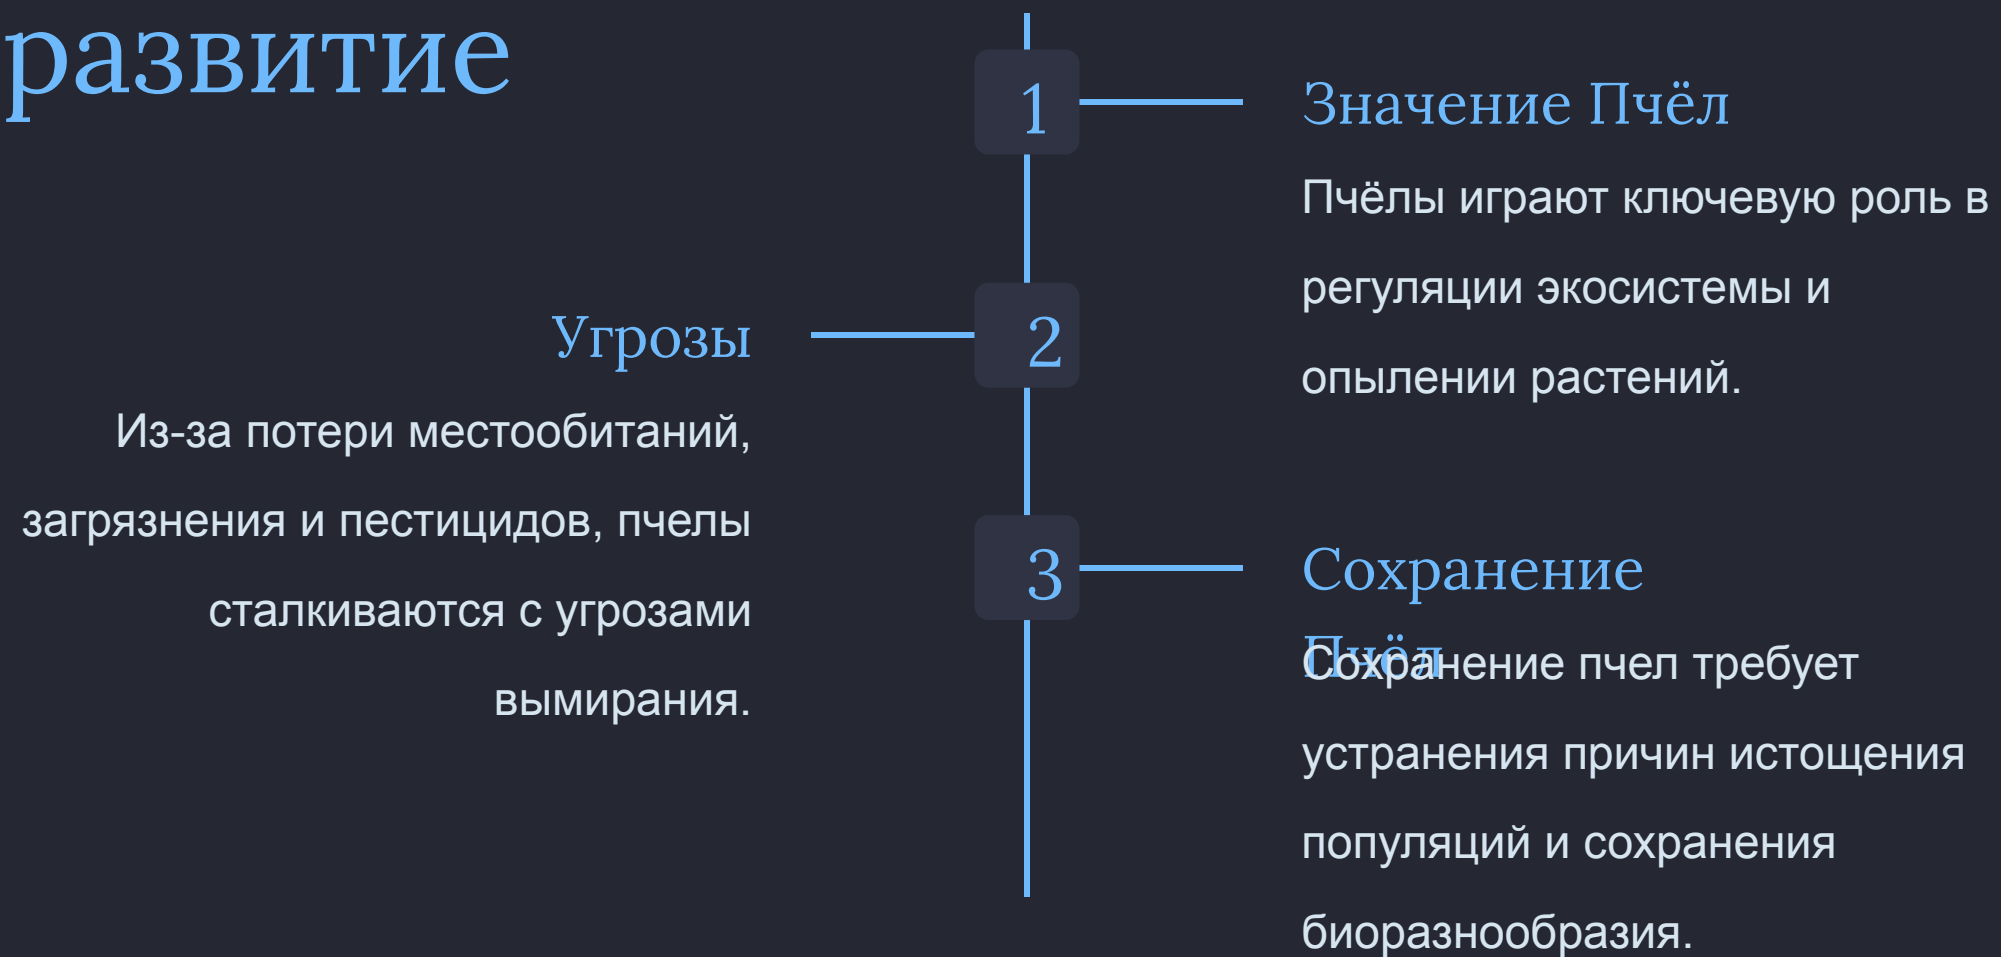 развитие
1
Значение Пчёл
Пчёлы играют ключевую роль в
регуляции экосистемы и
опылении растений.
2
Угрозы
Из-за потери местообитаний,
загрязнения и пестицидов, пчелы
сталкиваются с угрозами
вымирания.
3
Сохранение
Пчёл
Сохранение пчел требует
устранения причин истощения
популяций и сохранения
биоразнообразия.